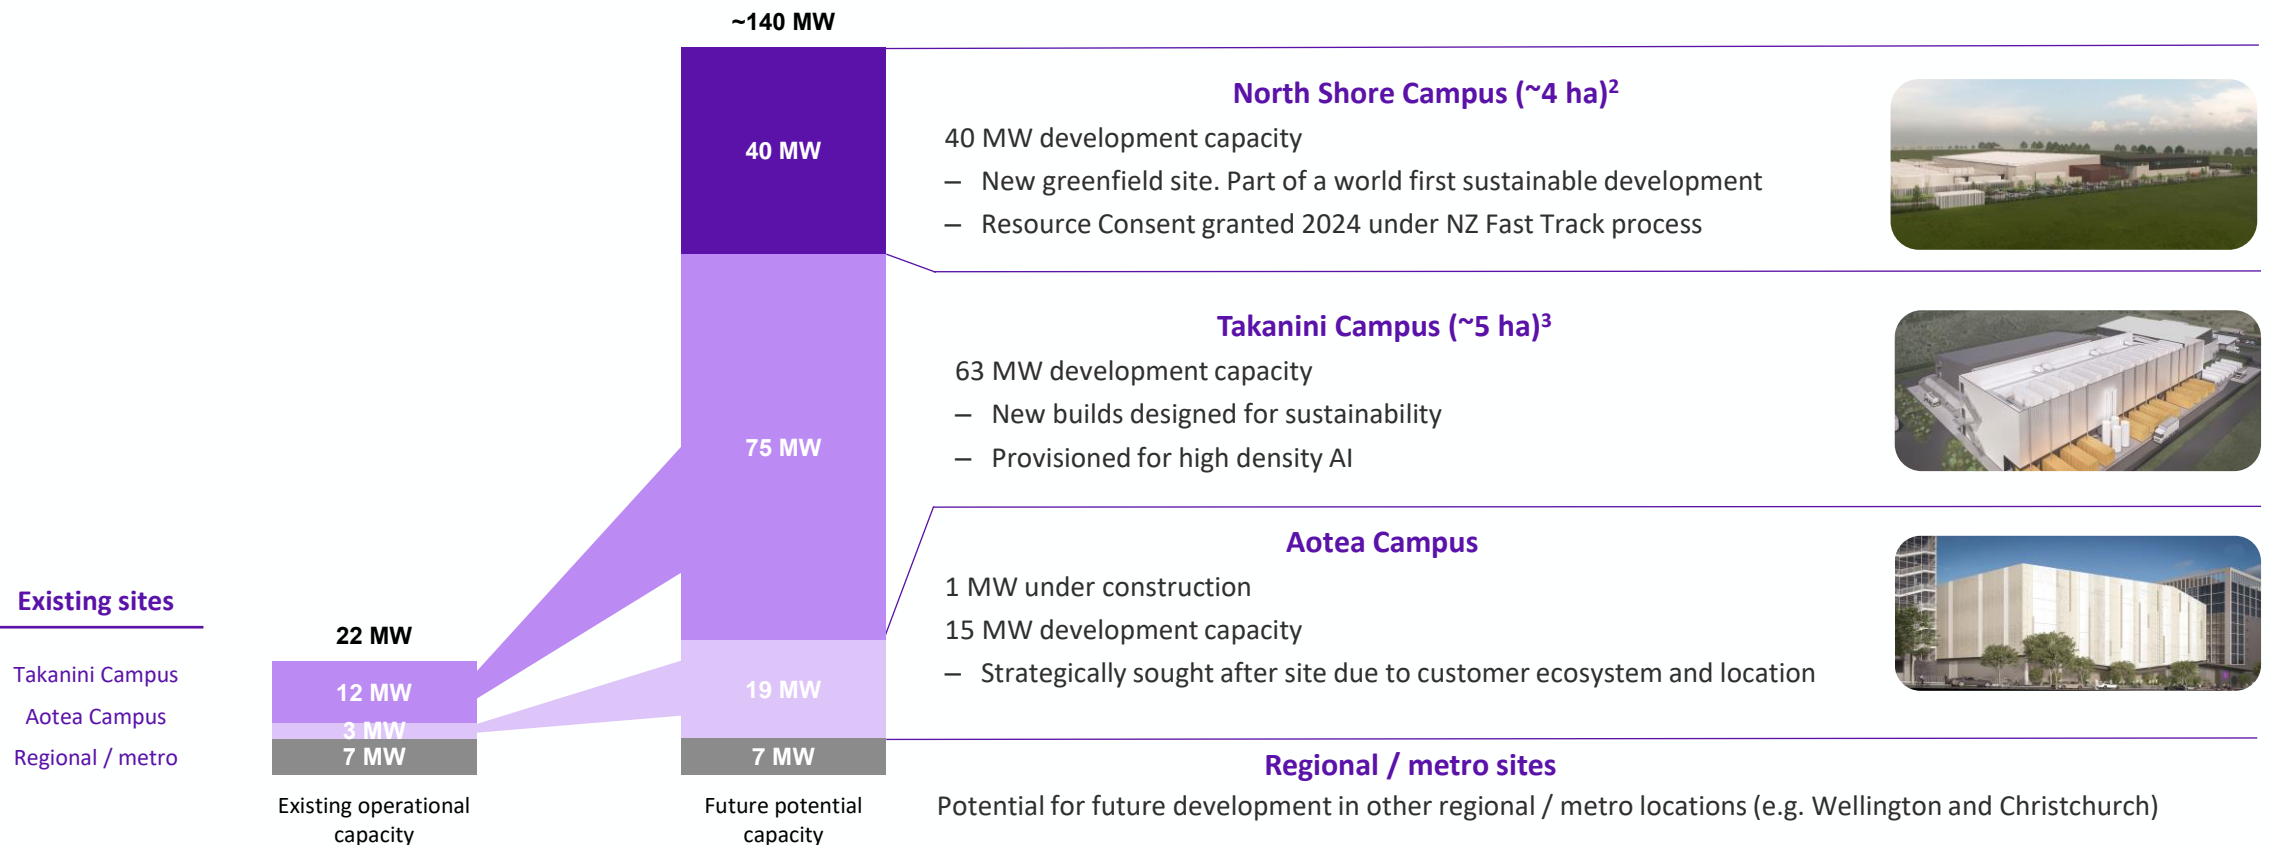 ~140 MW
40 MW
75 MW
19 MW
7 MW
Future potential
capacity
22 MW
12 MW
3 MW
7 MW
Existing operational
capacity
Existing sites
Takanini Campus
Aotea Campus
Regional / metro
North Shore Campus (~4 ha)²
40 MW development capacity
– New greenfield site. Part of a world first sustainable development
– Resource Consent granted 2024 under NZ Fast Track process
Takanini Campus (~5 ha)³
63 MW development capacity
– New builds designed for sustainability
– Provisioned for high density AI
Aotea Campus
1 MW under construction
15 MW development capacity
– Strategically sought after site due to customer ecosystem and location
Regional / metro sites
Potential for future development in other regional / metro locations (e.g. Wellington and Christchurch)